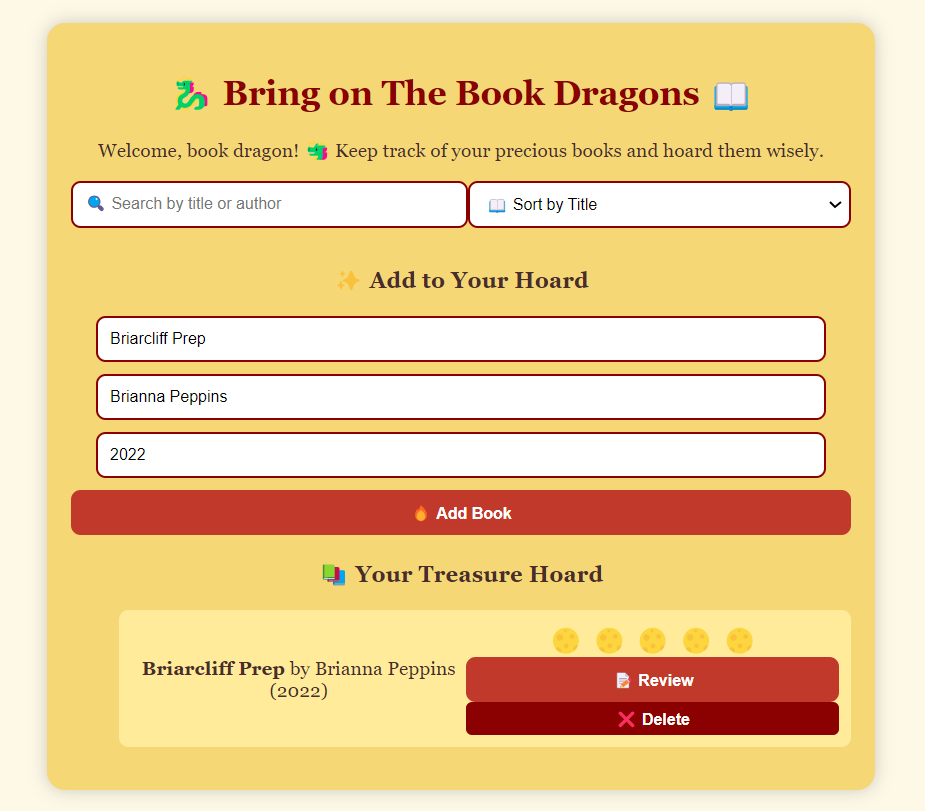 Bring on The Book Dragons
Welcome, book dragon! Keep track of your precious books and hoard them wisely.
Search by title or author
Sort by Title
Add to Your Hoard
Briarcliff Prep
Brianna Peppins
2022
Add Book
Your Treasure Hoard
Briarcliff Prep by Brianna Peppins
(2022)
Review
Delete